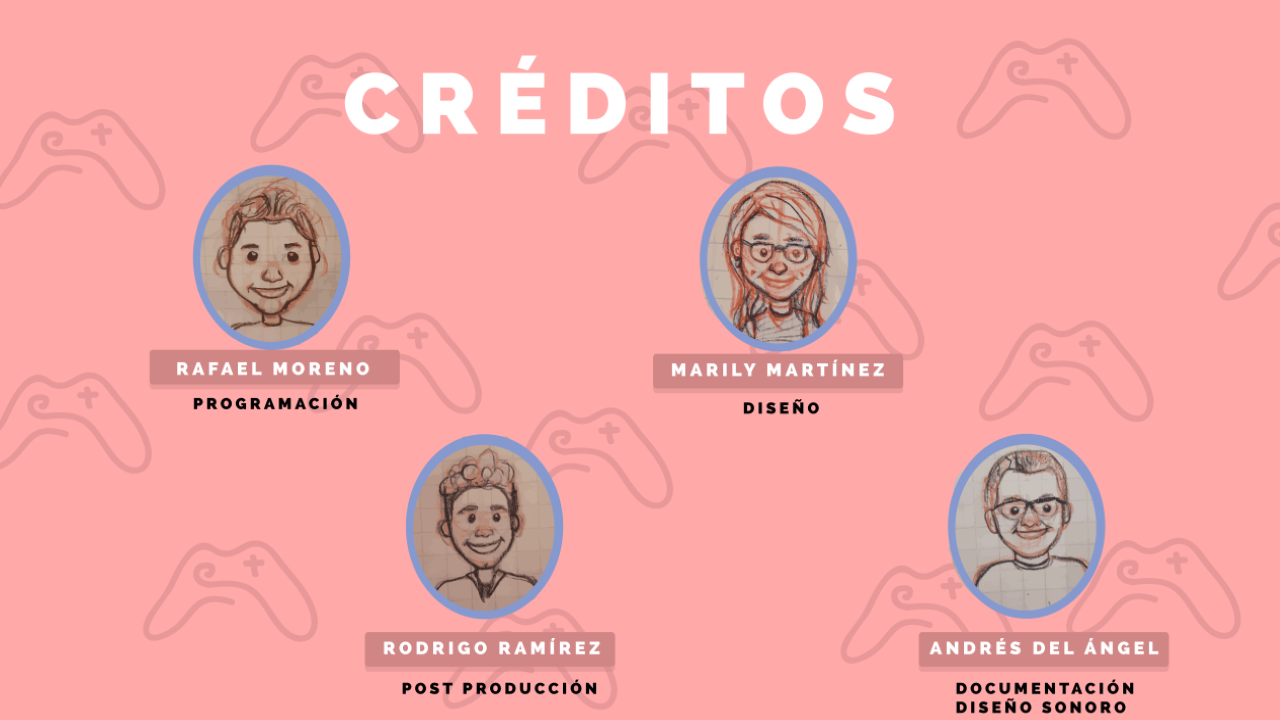 CRÉDITOS
RAFAEL MORENO
PROGRAMACIÓN
MARILY MARTÍNEZ
DISEÑO
RODRIGO RAMÍREZ
POST PRODUCCIÓN
ANDRÉS DEL ÁNGEL
DOCUMENTACIÓN
DISEÑO SONORO